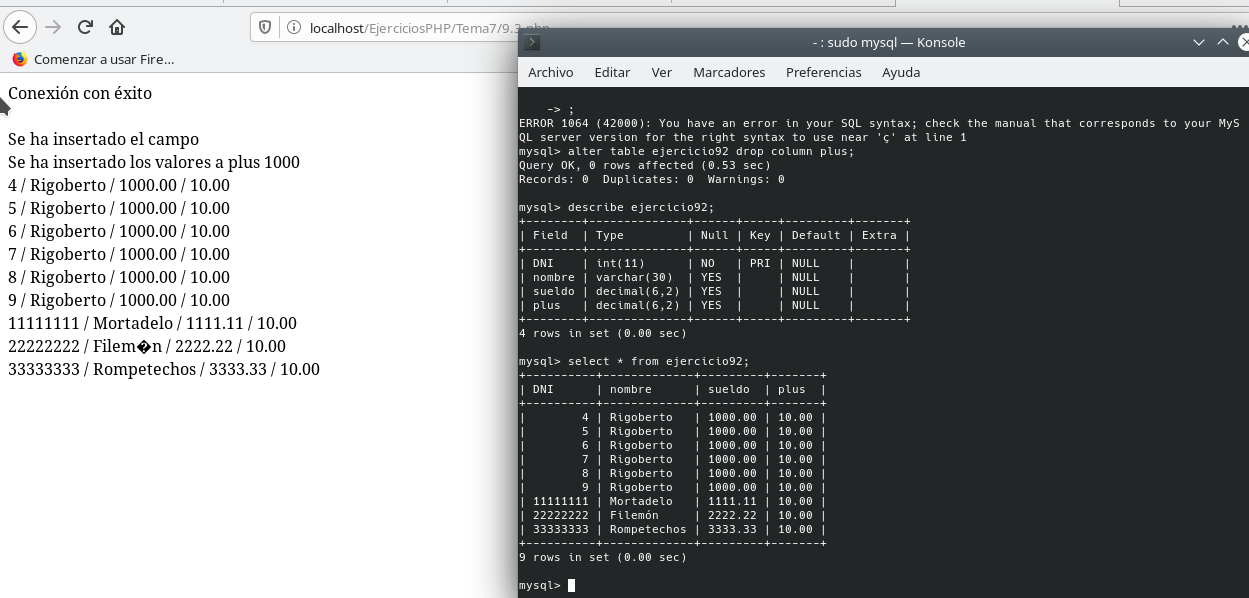 localhost/EjerciciosPHP/Tema7/9.3.php
Comenzar a usar Fire...
Conexión con éxito
Se ha insertado el campo
Se ha insertado los valores a plus 1000
4 / Rigoberto / 1000.00 / 10.00
5 / Rigoberto / 1000.00 / 10.00
6 / Rigoberto / 1000.00 / 10.00
7 / Rigoberto / 1000.00 / 10.00
8 / Rigoberto / 1000.00 / 10.00
9 / Rigoberto / 1000.00 / 10.00
11111111 / Mortadelo / 1111.11 / 10.00
22222222 / Filem�n / 2222.22 / 10.00
33333333 / Rompetechos / 3333.33 / 10.00
- : sudo mysql — Konsole
Archivo Editar Ver Marcadores Preferencias Ayuda
-> ;
ERROR 1064 (42000): You have an error in your SQL syntax; check the manual that corresponds to your MyS
QL server version for the right syntax to use near 'ç' at line 1
mysql> alter table ejercicio92 drop column plus;
Query OK, 0 rows affected (0.53 sec)
Records: 0  Duplicates: 0  Warnings: 0
mysql> describe ejercicio92;
+--------+--------------+------+-----+---------+-------+
| Field  | Type         | Null | Key | Default | Extra |
+--------+--------------+------+-----+---------+-------+
| DNI    | int(11)      | NO   | PRI | NULL    |       |
| nombre | varchar(30)  | YES  |     | NULL    |       |
| sueldo | decimal(6,2) | YES  |     | NULL    |       |
| plus   | decimal(6,2) | YES  |     | NULL    |       |
+--------+--------------+------+-----+---------+-------+
4 rows in set (0.00 sec)
mysql> select * from ejercicio92;
+----------+-------------+---------+-------+
| DNI      | nombre      | sueldo  | plus  |
+----------+-------------+---------+-------+
|        4 | Rigoberto   | 1000.00 | 10.00 |
|        5 | Rigoberto   | 1000.00 | 10.00 |
|        6 | Rigoberto   | 1000.00 | 10.00 |
|        7 | Rigoberto   | 1000.00 | 10.00 |
|        8 | Rigoberto   | 1000.00 | 10.00 |
|        9 | Rigoberto   | 1000.00 | 10.00 |
| 11111111 | Mortadelo   | 1111.11 | 10.00 |
| 22222222 | Filemón     | 2222.22 | 10.00 |
| 33333333 | Rompetechos | 3333.33 | 10.00 |
+----------+-------------+---------+-------+
9 rows in set (0.00 sec)
mysql>